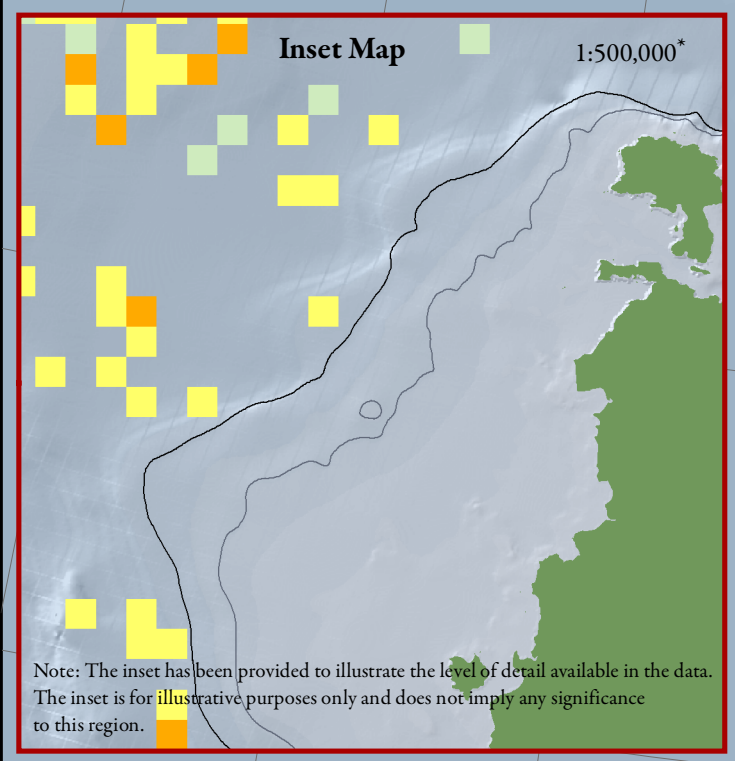 Inset Map
1:500,000*
Note: The inset has been provided to illustrate the level of detail available in the data.
The inset is for illustrative purposes only and does not imply any significance
to this region.